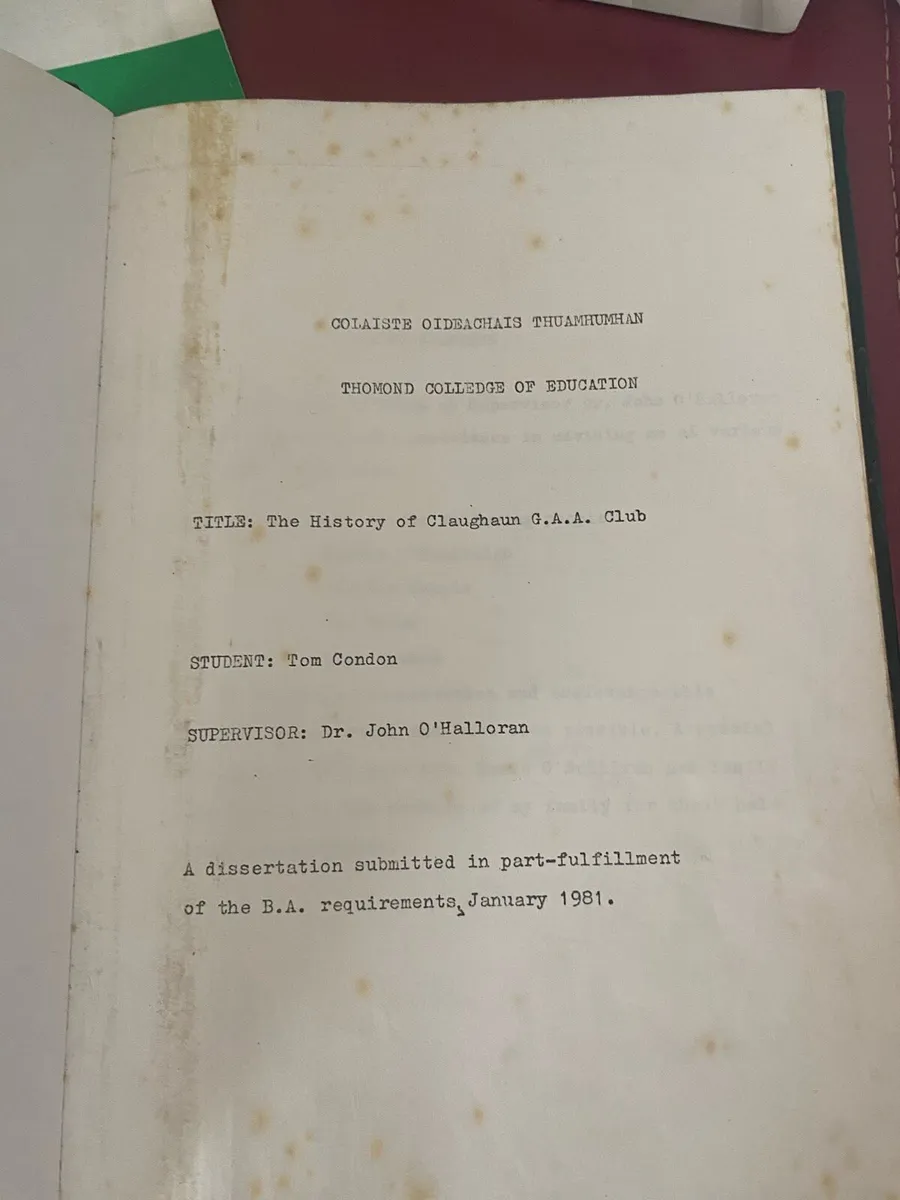 COLAISTE OIDEACHAIS THUAMHUMHAN
THOMOND COLLEDGE OF EDUCATION
TITLE: The History of Claughaun G.A.A. Club
STUDENT: Tom Condon
SUPERVISOR: Dr. John O'Halloran
A dissertation submitted in part-fulfillment
of the B.A. requirements, January 1981.